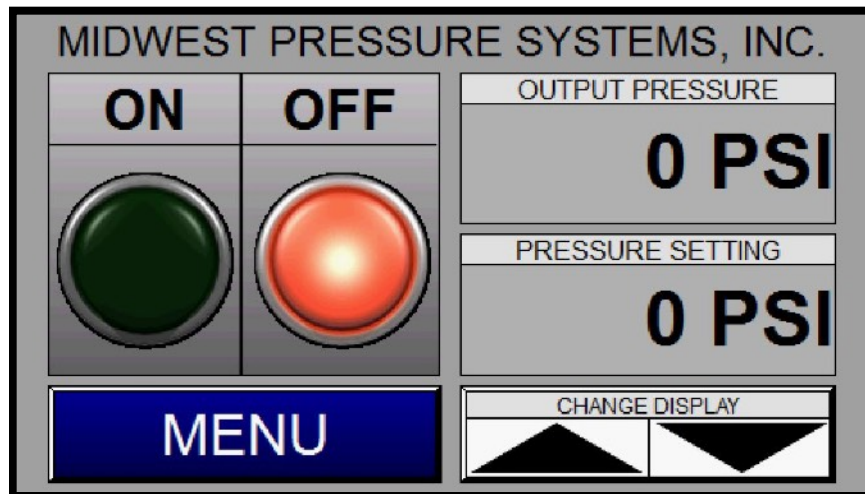 MIDWEST PRESSURE SYSTEMS, INC.
ON
OFF
OUTPUT PRESSURE
0 PSI
PRESSURE SETTING
0 PSI
MENU
CHANGE DISPLAY